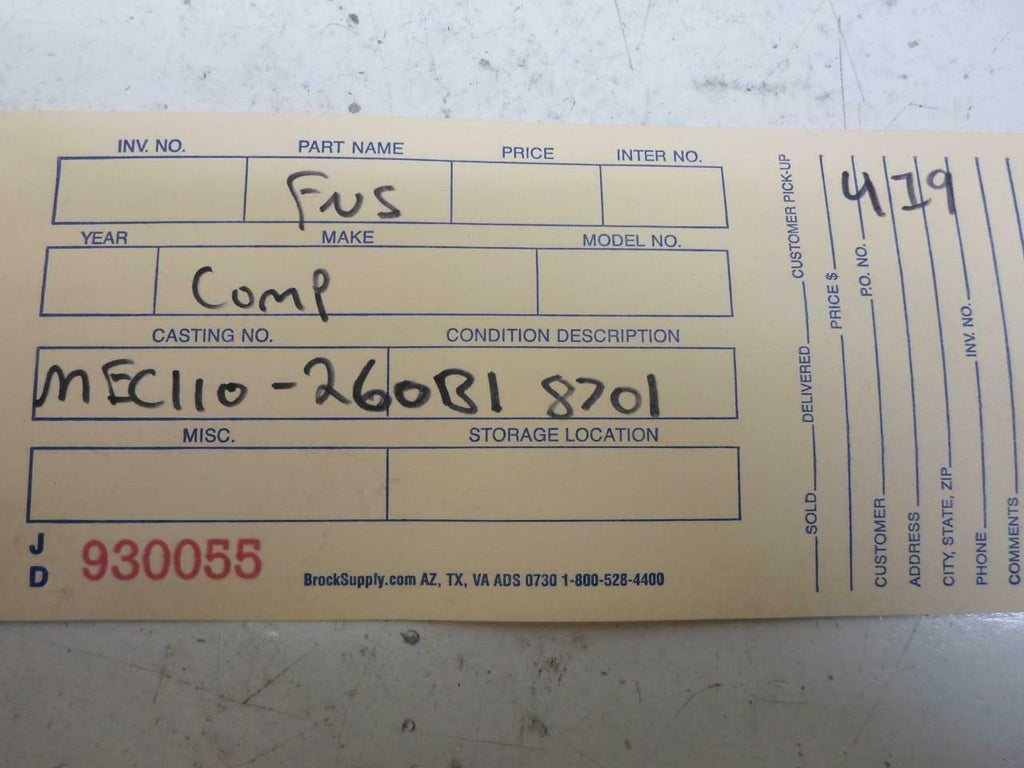 INV. NO. PART NAME PRICE INTER NO.
FNS
YEAR MAKE MODEL NO.
Comp
CASTING NO. CONDITION DESCRIPTION
MEC110-260B1 8701
MISC. STORAGE LOCATION
J D 930055
BrockSupply.com AZ, TX, VA ADS 0730 1-800-528-4400
SOLD DELIVERED CUSTOMER PICK-UP
PRICE $
419
CUSTOMER P.O. NO.
ADDRESS
CITY, STATE, ZIP
PHONE INV. NO.
COMMENTS